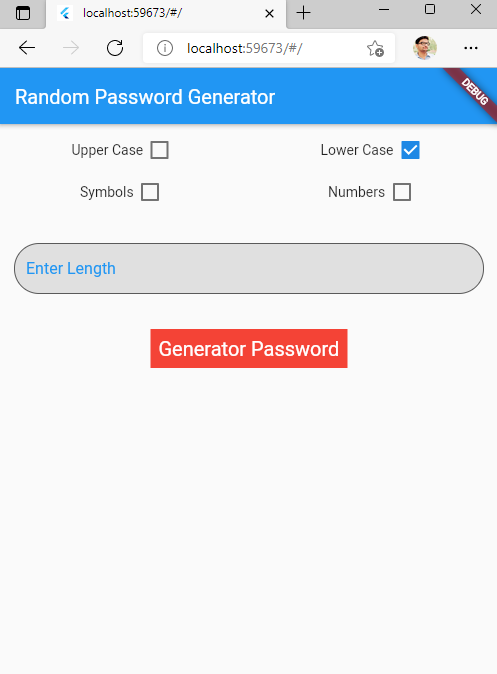 localhost:59673/#/
localhost:59673/#/
Random Password Generator
DEBUG
Upper Case
Lower Case
Symbols
Numbers
Enter Length
Generator Password